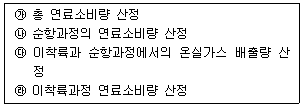 ㉮ 총 연료소비량 산정
㉯ 순항과정의 연료소비량 산정
㉰ 이착륙과 순항과정에서의 온실가스 배출량 산
정
㉱ 이착륙과정 연료소비량 산정